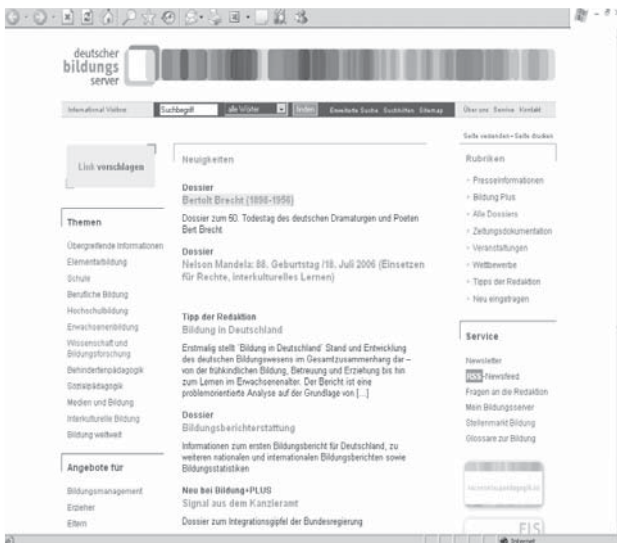 deutscher
bildungs
server
International Visitors
Suchbegriff
alle Wörter
finden
Erweiterte Suche Suchhilfen Sitemap
Über uns Service Kontakt
Seite versenden - Seite drucken
Link vorschlagen
Themen
Übergreifende Informationen
Elementarbildung
Schule
Berufliche Bildung
Hochschulbildung
Erwachsenenbildung
Wissenschaft und
Bildungsforschung
Behindertenpädagogik
Sozialpädagogik
Medien und Bildung
Interkulturelle Bildung
Bildung weltweit
Angebote für
Bildungsmanagement
Erzieher
Eltern
Neuigkeiten
Dossier
Bertolt Brecht (1898-1956)
Dossier zum 50. Todestag des deutschen Dramaturgen und Poeten
Bert Brecht
Dossier
Nelson Mandela: 88. Geburtstag /18. Juli 2006 (Einsetzen
für Rechte, interkulturelles Lernen)
Tipp der Redaktion
Bildung in Deutschland
Erstmalig stellt 'Bildung in Deutschland' Stand und Entwicklung
des deutschen Bildungswesens im Gesamtzusammenhang dar –
von der frühkindlichen Bildung, Betreuung und Erziehung bis hin
zum Lernen im Erwachsenenalter. Der Bericht ist eine
problemorientierte Analyse auf der Grundlage von [...]
Dossier
Bildungsberichterstattung
Informationen zum ersten Bildungsbericht für Deutschland, zu
weiteren nationalen und internationalen Bildungsberichten sowie
Bildungsstatistiken
Neu bei Bildung+PLUS
Signal aus dem Kanzleramt
Dossier zum Integrationsgipfel der Bundesregierung
Rubriken
Presseinformationen
Bildung Plus
Alle Dossiers
Zeitungsdokumentation
Veranstaltungen
Wettbewerbe
Tipps der Redaktion
Neu eingetragen
Service
Newsletter
RSS-Newsfeed
Fragen an die Redaktion
Mein Bildungsserver
Stellenmarkt Bildung
Glossare zur Bildung
FIS
Internet